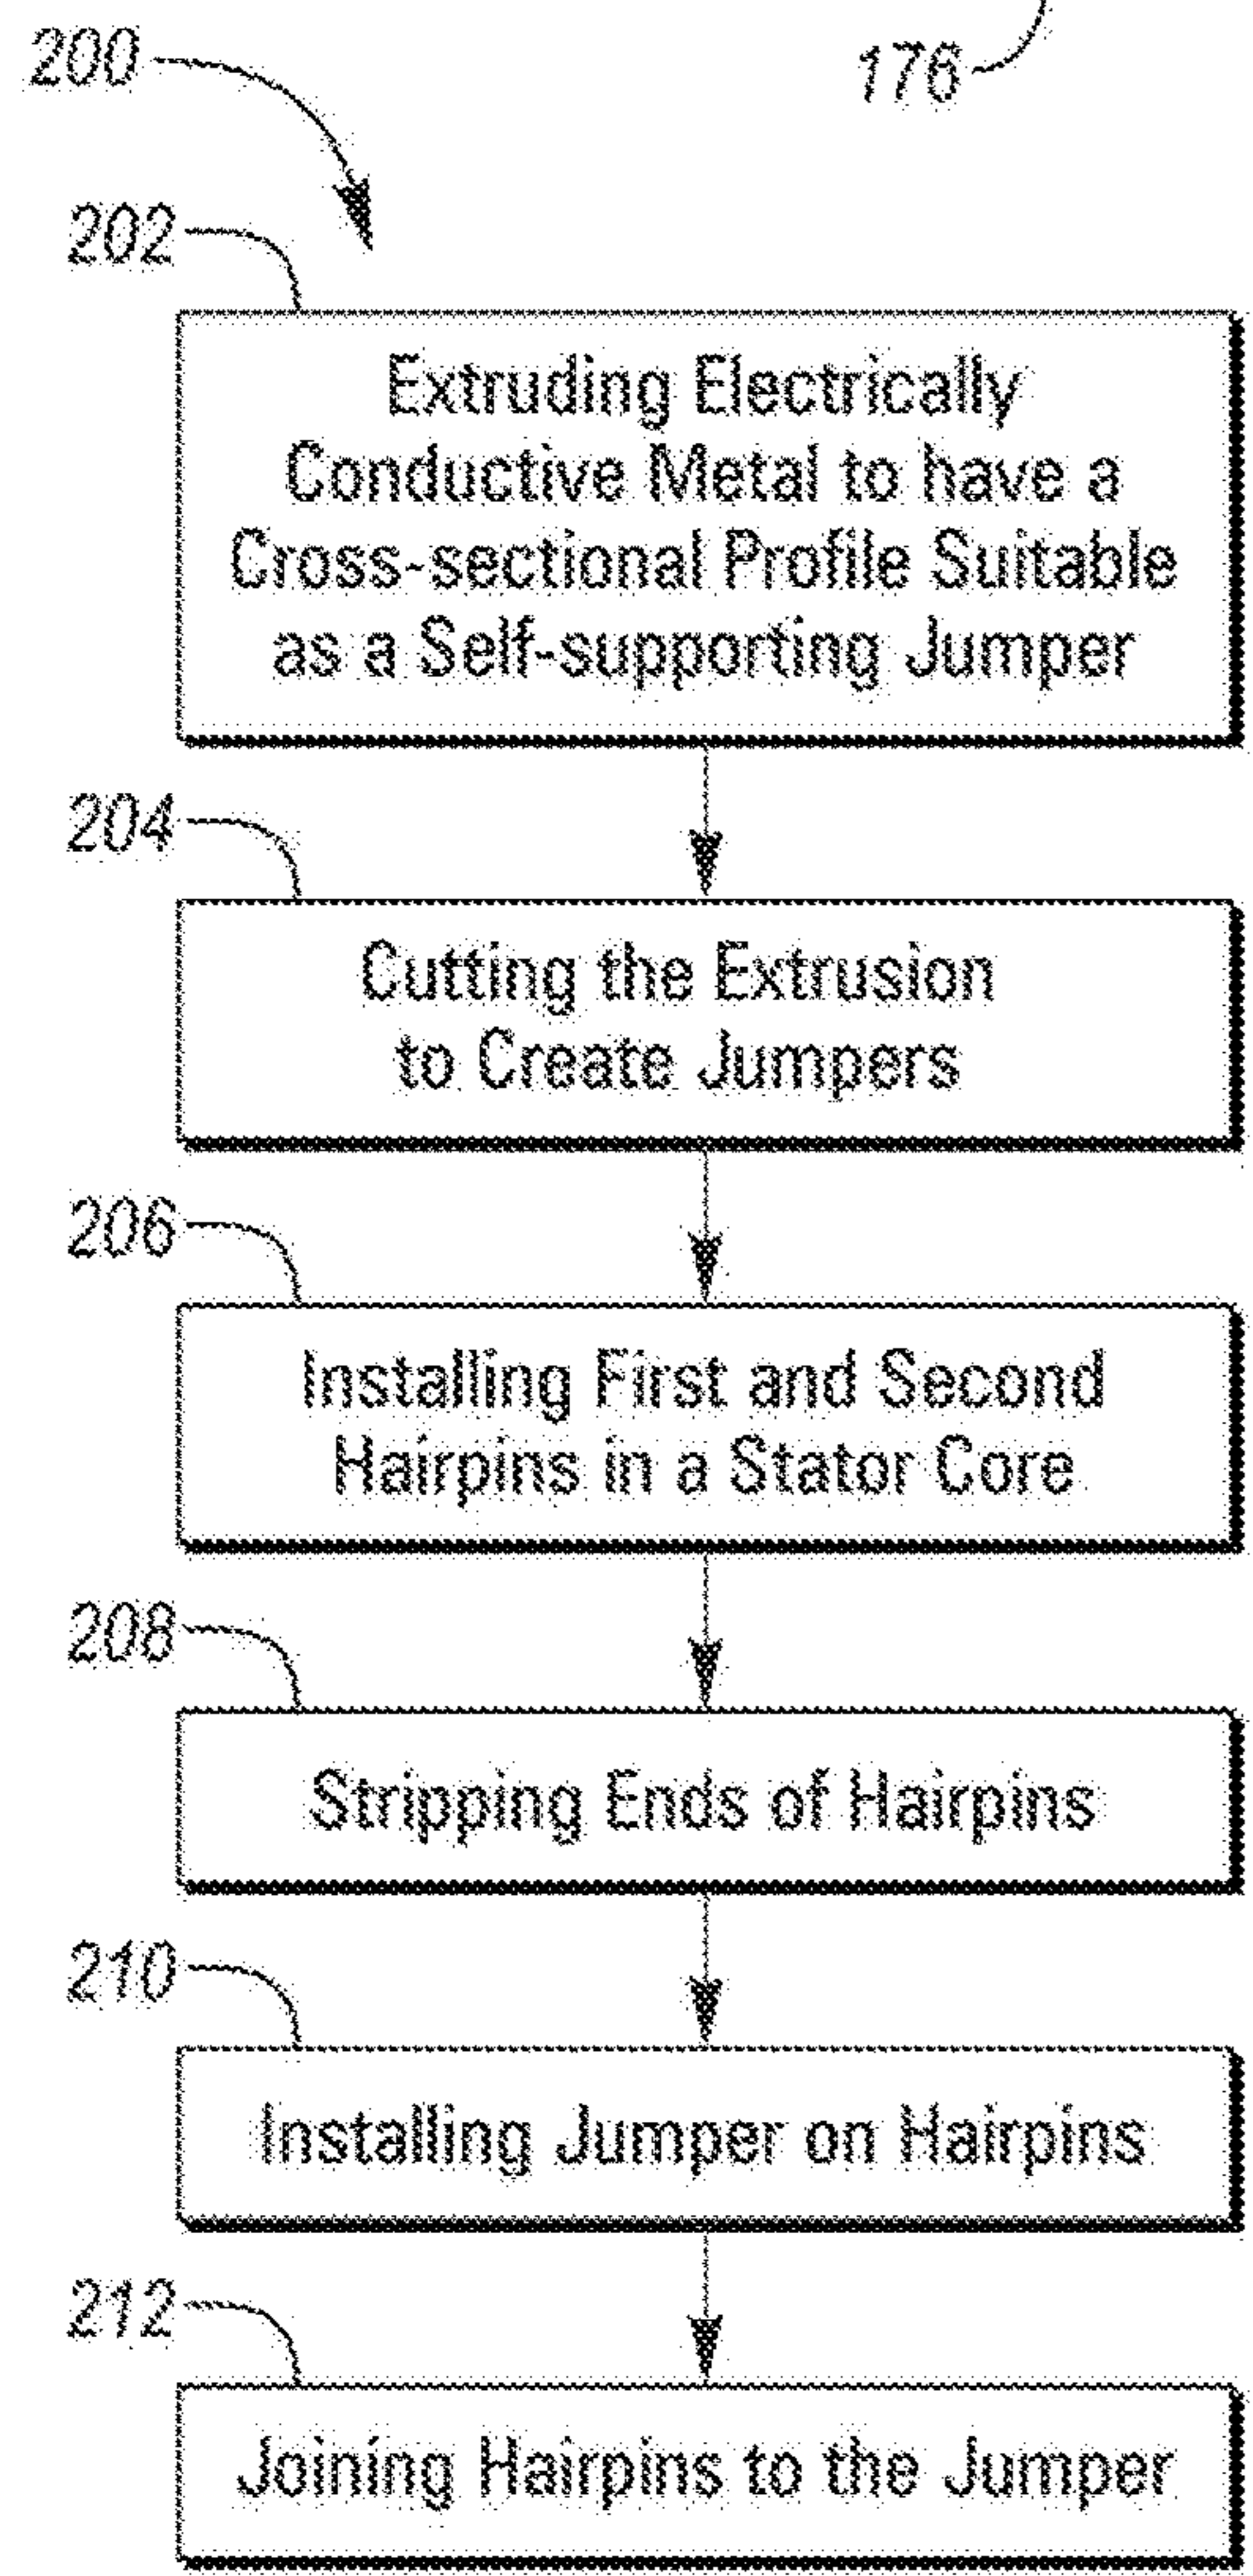 200
176
202
Extruding Electrically
Conductive Metal to have a
Cross-sectional Profile Suitable
as a Self-supporting Jumper
204
Cutting the Extrusion
to Create Jumpers
206
Installing First and Second
Hairpins in a Stator Core
208
Stripping Ends of Hairpins
210
Installing Jumper on Hairpins
212
Joining Hairpins to the Jumper